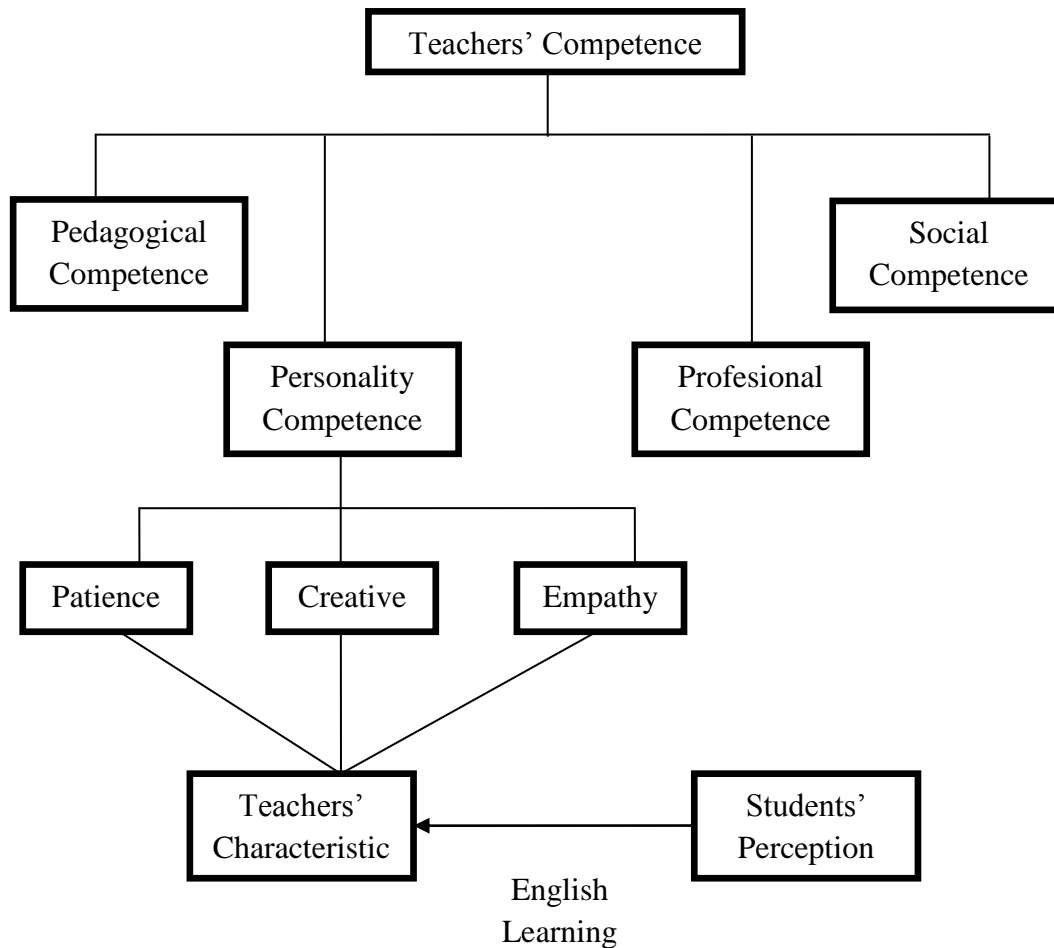 Teachers’ Competence
Pedagogical
Competence
Social
Competence
Personality
Competence
Profesional
Competence
Patience
Creative
Empathy
Teachers’
Characteristic
Students’
Perception
English
Learning